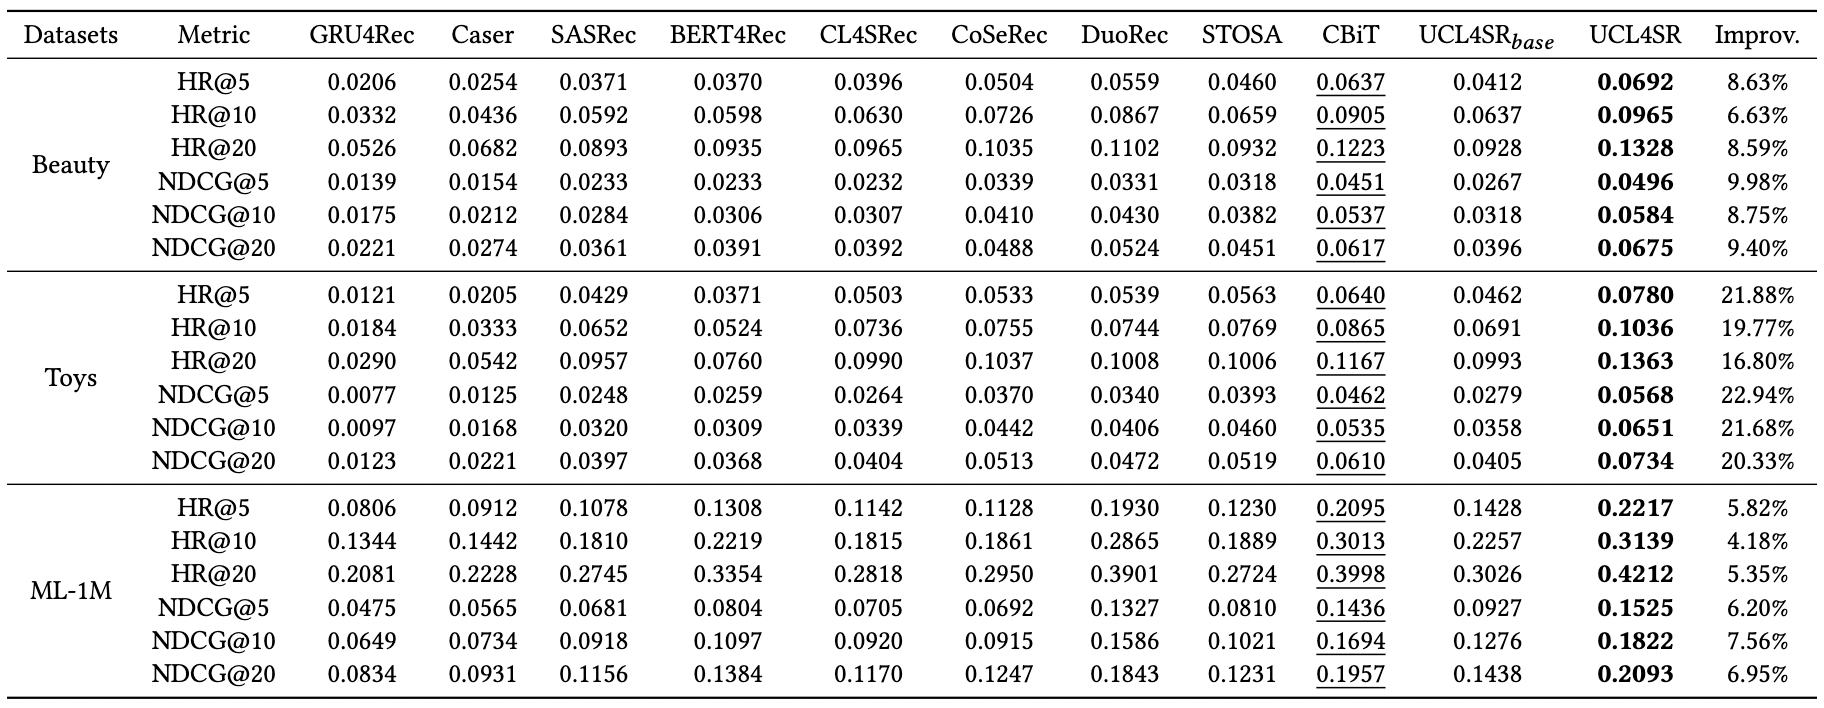 Datasets Metric GRU4Rec Caser SASRec BERT4Rec CL4SRec CoSeRec DuoRec STOSA CBiT UCL4SRbase UCL4SR Improv.
Beauty
HR@5 0.0206 0.0254 0.0371 0.0370 0.0396 0.0504 0.0559 0.0460 0.0637 0.0412 0.0692 8.63%
HR@10 0.0332 0.0436 0.0592 0.0598 0.0630 0.0726 0.0867 0.0659 0.0905 0.0637 0.0965 6.63%
HR@20 0.0526 0.0682 0.0893 0.0935 0.0965 0.1035 0.1102 0.0932 0.1223 0.0928 0.1328 8.59%
NDCG@5 0.0139 0.0154 0.0233 0.0233 0.0232 0.0339 0.0331 0.0318 0.0451 0.0267 0.0496 9.98%
NDCG@10 0.0175 0.0212 0.0284 0.0306 0.0307 0.0410 0.0430 0.0382 0.0537 0.0318 0.0584 8.75%
NDCG@20 0.0221 0.0274 0.0361 0.0391 0.0392 0.0488 0.0524 0.0451 0.0617 0.0396 0.0675 9.40%
Toys
HR@5 0.0121 0.0205 0.0429 0.0371 0.0503 0.0533 0.0539 0.0563 0.0640 0.0462 0.0780 21.88%
HR@10 0.0184 0.0333 0.0652 0.0524 0.0736 0.0755 0.0744 0.0769 0.0865 0.0691 0.1036 19.77%
HR@20 0.0290 0.0542 0.0957 0.0760 0.0990 0.1037 0.1008 0.1006 0.1167 0.0993 0.1363 16.80%
NDCG@5 0.0077 0.0125 0.0248 0.0259 0.0264 0.0370 0.0340 0.0393 0.0462 0.0279 0.0568 22.94%
NDCG@10 0.0097 0.0168 0.0320 0.0309 0.0339 0.0442 0.0406 0.0460 0.0535 0.0358 0.0651 21.68%
NDCG@20 0.0123 0.0221 0.0397 0.0368 0.0404 0.0513 0.0472 0.0519 0.0610 0.0405 0.0734 20.33%
ML-1M
HR@5 0.0806 0.0912 0.1078 0.1308 0.1142 0.1128 0.1930 0.1230 0.2095 0.1428 0.2217 5.82%
HR@10 0.1344 0.1442 0.1810 0.2219 0.1815 0.1861 0.2865 0.1889 0.3013 0.2257 0.3139 4.18%
HR@20 0.2081 0.2228 0.2745 0.3354 0.2818 0.2950 0.3901 0.2724 0.3998 0.3026 0.4212 5.35%
NDCG@5 0.0475 0.0565 0.0681 0.0804 0.0705 0.0692 0.1327 0.0810 0.1436 0.0927 0.1525 6.20%
NDCG@10 0.0649 0.0734 0.0918 0.1097 0.0920 0.0915 0.1586 0.1021 0.1694 0.1276 0.1822 7.56%
NDCG@20 0.0834 0.0931 0.1156 0.1384 0.1170 0.1247 0.1843 0.1231 0.1957 0.1438 0.2093 6.95%